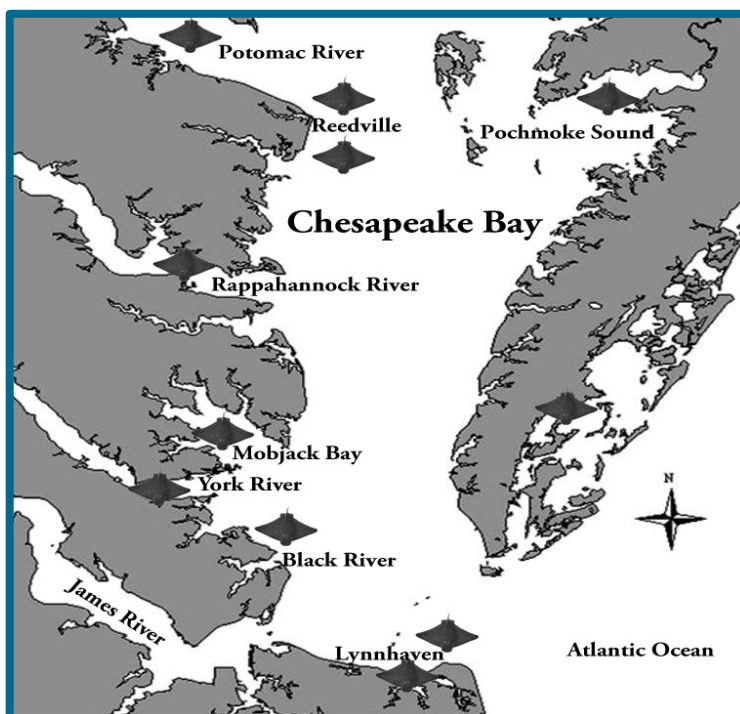 Potomac River
Reedville
Pochmoke Sound
Chesapeake Bay
Rappahannock River
Mobjack Bay
York River
N
Black River
James River
Lynnhaven
Atlantic Ocean